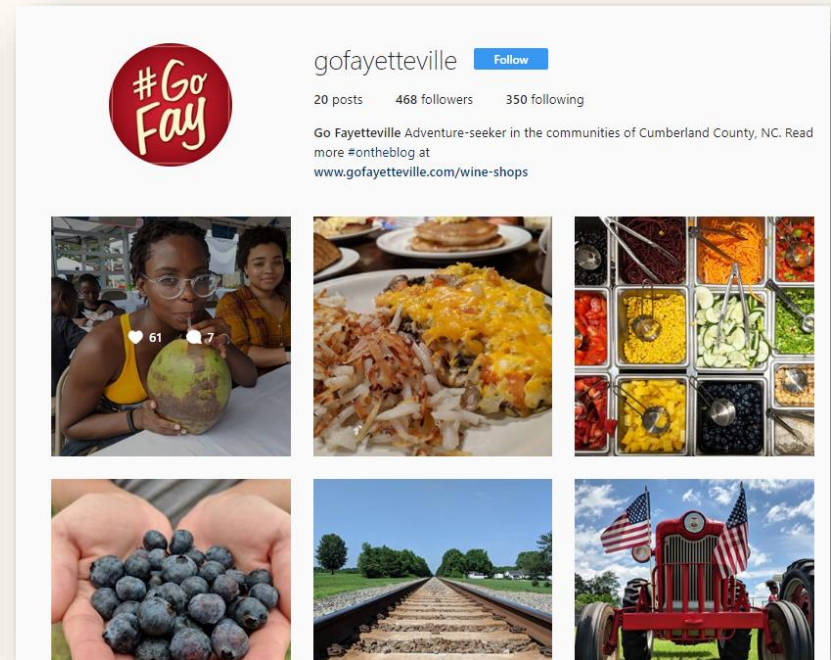 #Go
Fay
gofayetteville Follow
20 posts 468 followers 350 following
Go Fayetteville Adventure-seeker in the communities of Cumberland County, NC. Read
more #ontheblog at
www.gofayetteville.com/wine-shops
61 7